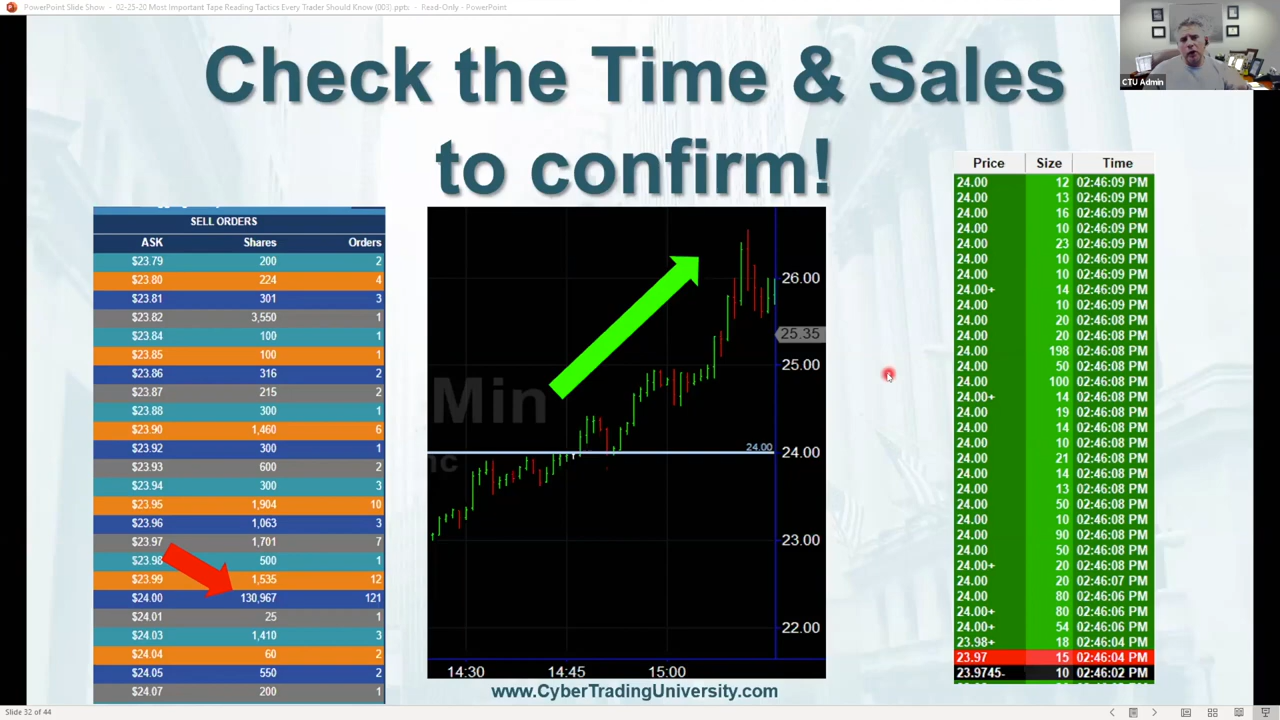 PowerPoint Slide Show - 02-25-20 Most Important Tape Reading Tactics Every Trader Should Know
- Read-Only - PowerPoint
CTU Admin
Check the Time & Sales
to confirm!
SELL ORDERS
ASK Shares Orders
$23.79 200 2
$23.80 224 4
$23.81 301 3
$23.82 3,550 1
$23.84 100 1
$23.85 100 1
$23.86 316 2
$23.87 215 2
$23.88 300 1
$23.90 1,460 6
$23.92 300 1
$23.93 600 2
$23.94 300 3
$23.95 1,904 10
$23.96 1,063 3
$23.97 1,701 7
$23.98 500 1
$23.99 1,535 12
$24.00 130,967 121
$24.01 25 1
$24.03 1,410 3
$24.04 60 2
$24.05 550 2
$24.07 200 1
Min
nc
26.00
25.35
25.00
24.00
24.00
23.00
22.00
14:30 14:45 15:00
Price Size Time
24.00 12 02:46:09 PM
24.00 13 02:46:09 PM
24.00 16 02:46:09 PM
24.00 10 02:46:09 PM
24.00 23 02:46:09 PM
24.00 10 02:46:09 PM
24.00 10 02:46:09 PM
24.00+ 14 02:46:09 PM
24.00 10 02:46:09 PM
24.00 20 02:46:08 PM
24.00 20 02:46:08 PM
24.00 198 02:46:08 PM
24.00 50 02:46:08 PM
24.00 100 02:46:08 PM
24.00+ 14 02:46:08 PM
24.00 19 02:46:08 PM
24.00 14 02:46:08 PM
24.00 10 02:46:08 PM
24.00 21 02:46:08 PM
24.00 14 02:46:08 PM
24.00 13 02:46:08 PM
24.00 50 02:46:08 PM
24.00 10 02:46:08 PM
24.00 90 02:46:08 PM
24.00 50 02:46:08 PM
24.00+ 20 02:46:08 PM
24.00 20 02:46:07 PM
24.00 80 02:46:06 PM
24.00+ 80 02:46:06 PM
24.00+ 54 02:46:06 PM
23.98+ 18 02:46:04 PM
23.97 15 02:46:04 PM
23.9745- 10 02:46:02 PM
www.CyberTradingUniversity.com
Slide 32 of 44